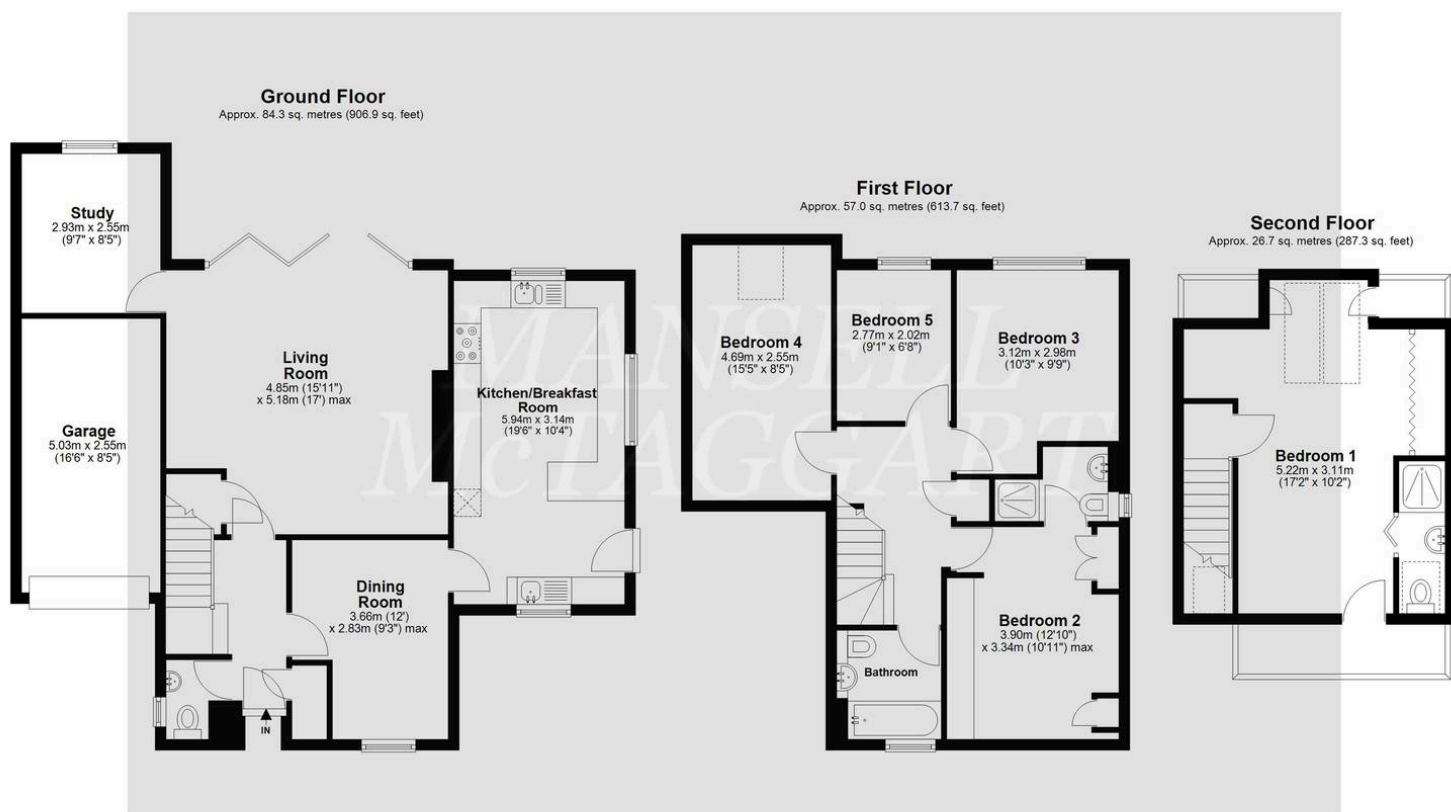 Ground Floor
Approx. 84.3 sq. metres (906.9 sq. feet)
Study
2.93m x 2.55m
(9'7" x 8'5")
Living
Room
4.85m (15'11")
x 5.18m (17') max
Kitchen/Breakfast
Room
5.94m x 3.14m
(19'6" x 10'4")
Garage
5.03m x 2.55m
(16'6" x 8'5")
Dining
Room
3.66m (12')
x 2.83m (9'3") max
IN
First Floor
Approx. 57.0 sq. metres (613.7 sq. feet)
Bedroom 4
4.69m x 2.55m
(15'5" x 8'5")
Bedroom 5
2.77m x 2.02m
(9'1" x 6'8")
Bedroom 3
3.12m x 2.98m
(10'3" x 9'9")
Bedroom 2
3.90m (12'10")
x 3.34m (10'11") max
Bathroom
Second Floor
Approx. 26.7 sq. metres (287.3 sq. feet)
Bedroom 1
5.22m x 3.11m
(17'2" x 10'2")
MANSELL
McTAGGART